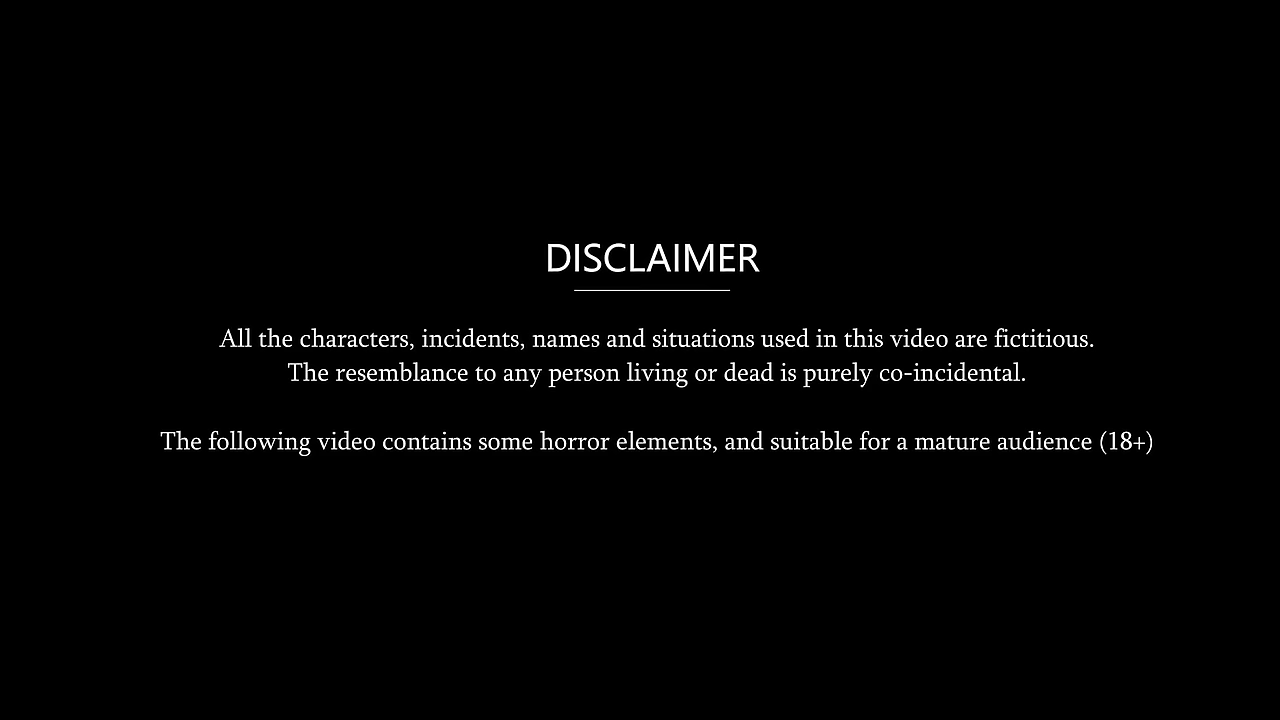 DISCLAIMER
All the characters, incidents, names and situations used in this video are fictitious.
The resemblance to any person living or dead is purely co-incidental.
The following video contains some horror elements, and suitable for a mature audience (18+)